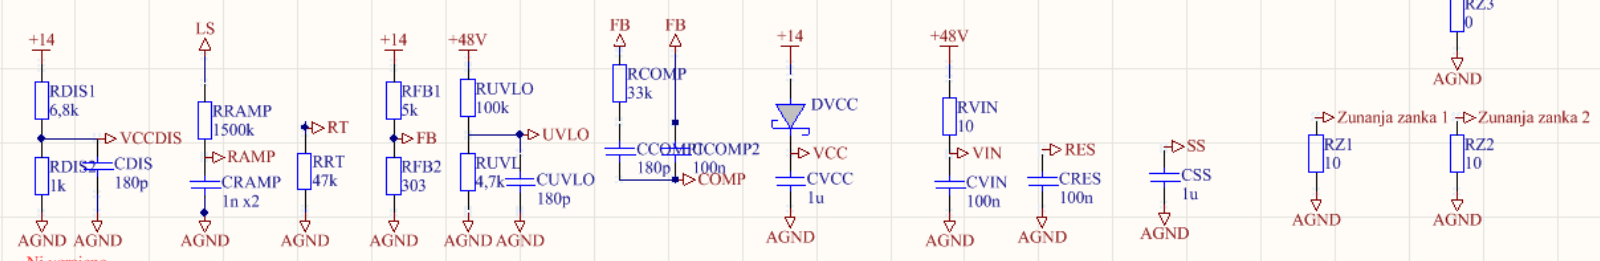 RZ3
0
AGND
+14
RDIS1
6,8k
VCCDIS
RDIS2
1k
CDIS
180p
AGND
AGND
LS
RRAMP
1500k
RAMP
CRAMP
1n x2
AGND
RT
RRT
47k
AGND
+14
RFB1
5k
FB
RFB2
303
AGND
+48V
RUVLO
100k
UVLO
RUVL
4,7k
CUVLO
180p
AGND
AGND
FB
FB
RCOMP
33k
180p
100n
COMP
+14
DVCC
VCC
CVCC
1u
AGND
+48V
RVIN
10
VIN
CVIN
100n
AGND
RES
CRES
100n
AGND
SS
CSS
1u
AGND
Zunanja zanka 1
RZ1
10
AGND
Zunanja zanka 2
RZ2
10
AGND